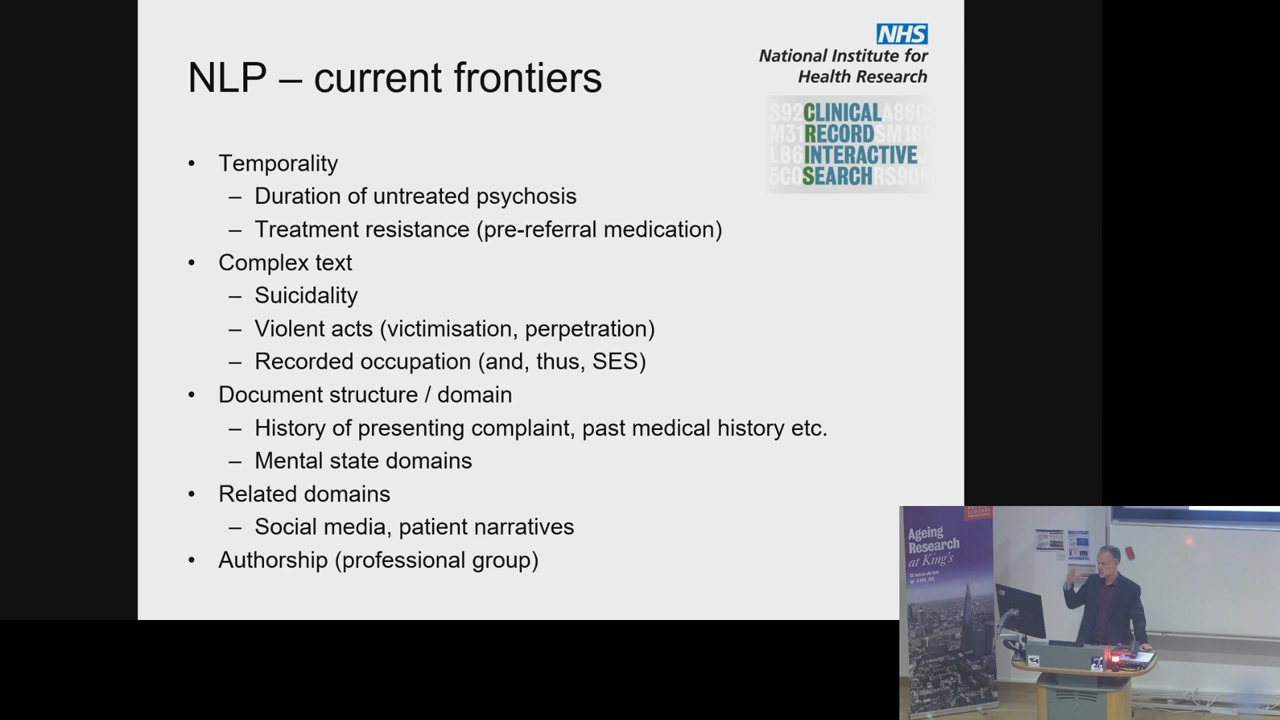 NHS
National Institute for
Health Research
NLP – current frontiers
CLINICAL
RECORD
INTERACTIVE
SEARCH
• Temporality
– Duration of untreated psychosis
– Treatment resistance (pre-referral medication)
• Complex text
– Suicidality
– Violent acts (victimisation, perpetration)
– Recorded occupation (and, thus, SES)
• Document structure / domain
– History of presenting complaint, past medical history etc.
– Mental state domains
• Related domains
– Social media, patient narratives
• Authorship (professional group)
Ageing
Research
at King's